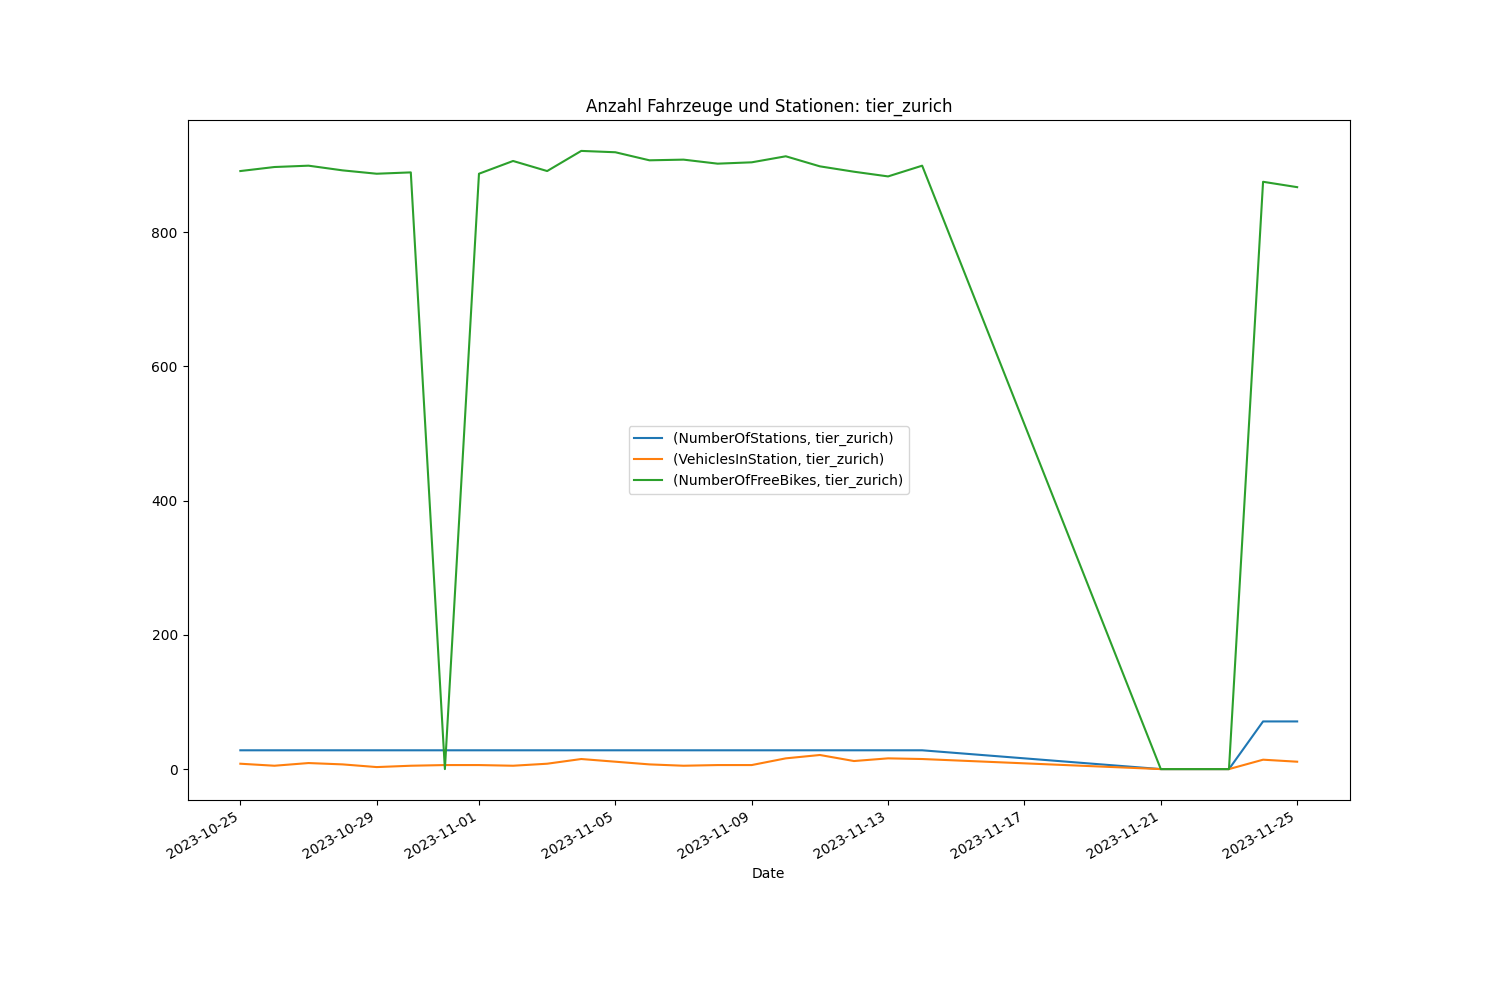 Anzahl Fahrzeuge und Stationen: tier_zurich
800
600
400
200
0
(NumberOfStations, tier_zurich)
(VehiclesInStation, tier_zurich)
(NumberOfFreeBikes, tier_zurich)
2023-10-25
2023-10-29
2023-11-01
2023-11-05
2023-11-09
2023-11-13
2023-11-17
2023-11-21
2023-11-25
Date